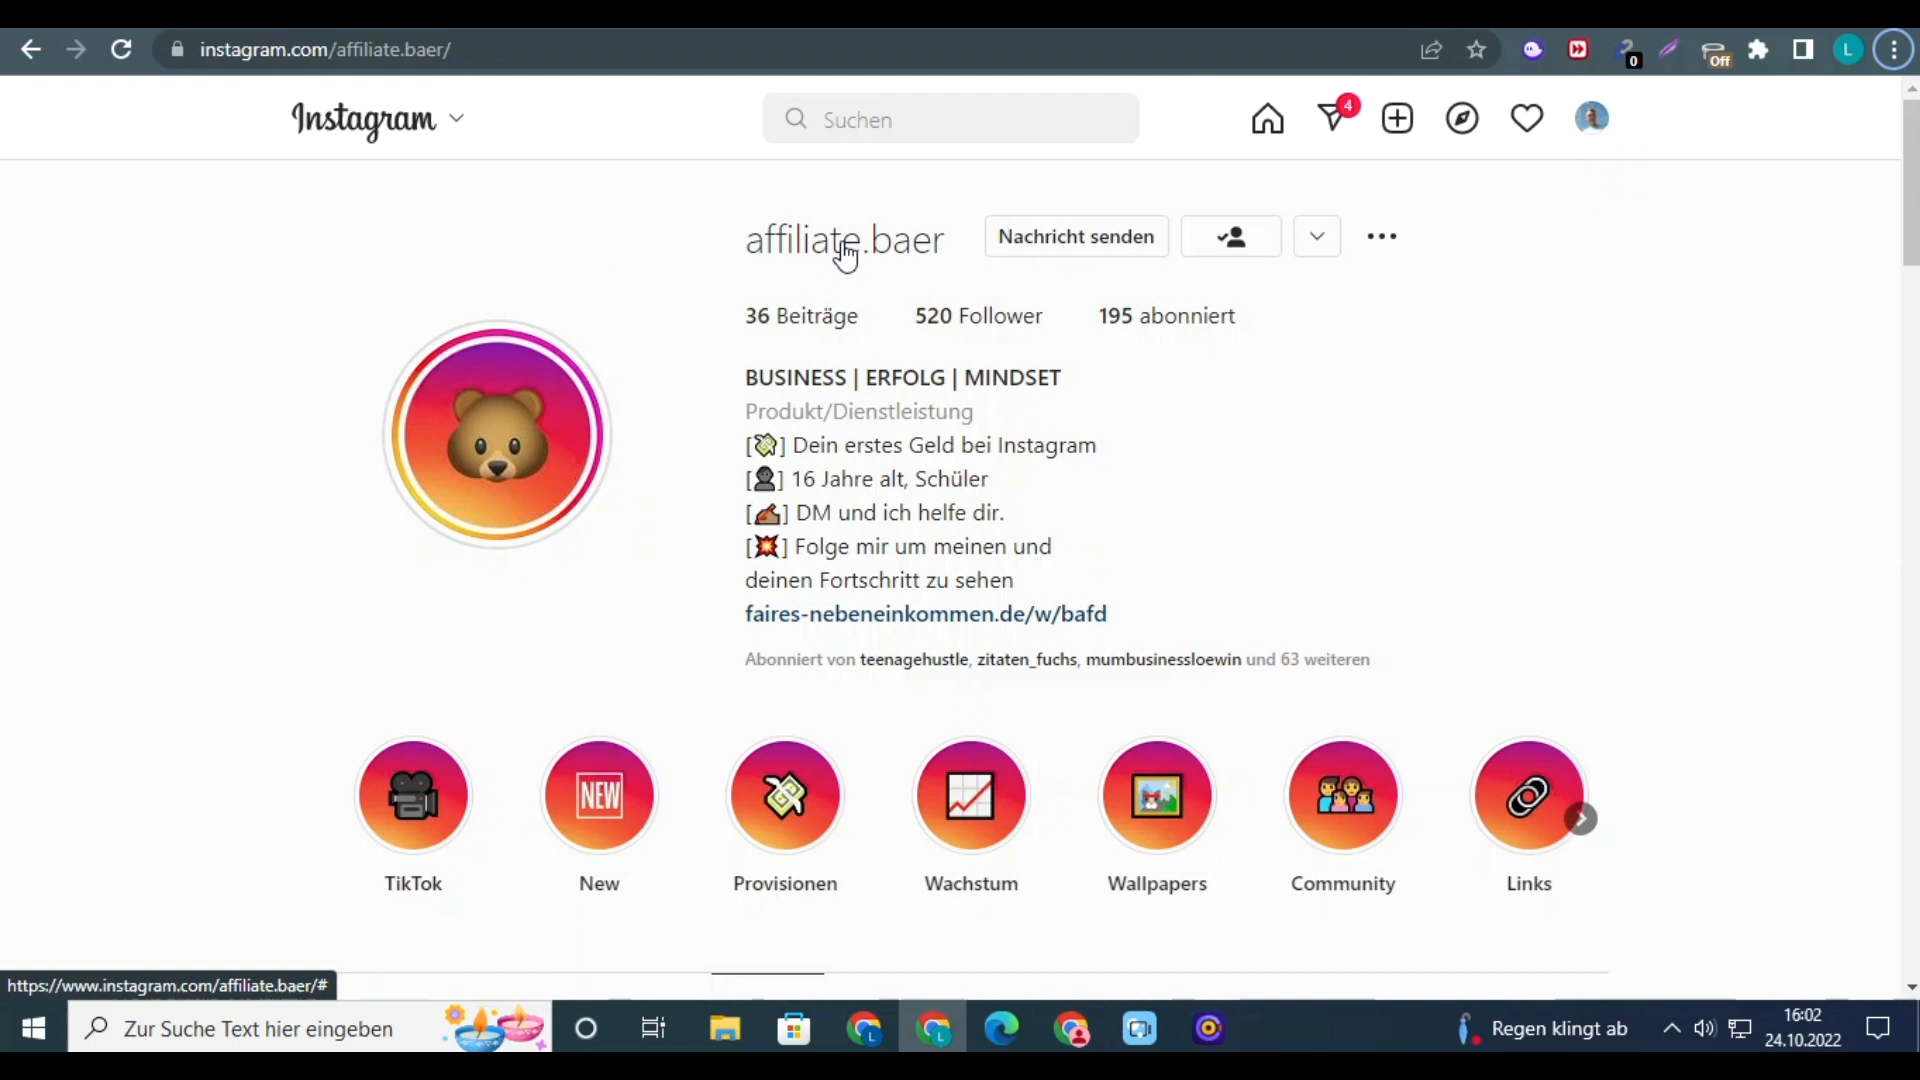 instagram.com/affiliate.baer/
0
Off
L
Instagram
Suchen
4
affiliate.baer
Nachricht senden
36 Beiträge 520 Follower 195 abonniert
BUSINESS | ERFOLG | MINDSET
Produkt/Dienstleistung
[💸] Dein erstes Geld bei Instagram
[👤] 16 Jahre alt, Schüler
[✍🏽] DM und ich helfe dir.
[💥] Folge mir um meinen und
deinen Fortschritt zu sehen
faires-nebeneinkommen.de/w/bafd
Abonniert von teenagehustle, zitaten_fuchs, mumbusinessloewin und 63 weiteren
NEW
TikTok New Provisionen Wachstum Wallpapers Community Links
https://www.instagram.com/affiliate.baer/#
Zur Suche Text hier eingeben
L
L
Regen klingt ab
16:02
24.10.2022